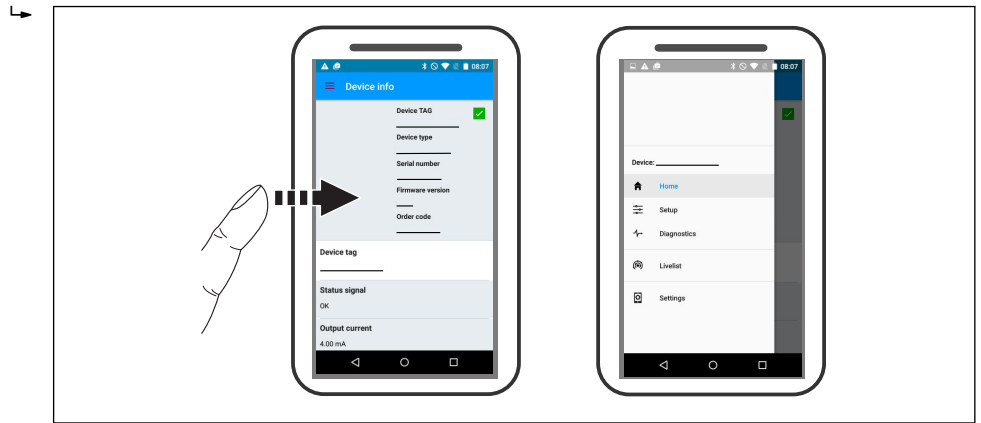 08:07
Device info
Device TAG
Device type
Serial number
Firmware version
Order code
Device tag
Status signal
OK
Output current
4.00 mA
08:07
Device:
Home
Setup
Diagnostics
Livelist
Settings